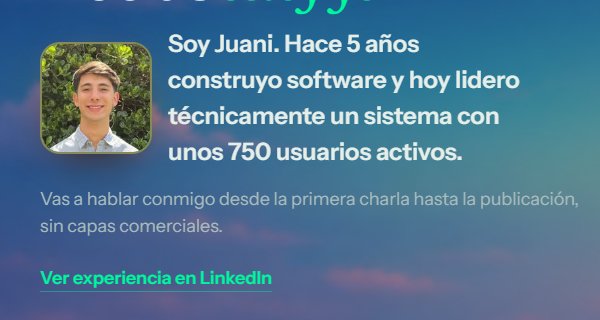 Soy Juani. Hace 5 años
construyo software y hoy lidero
técnicamente un sistema con
unos 750 usuarios activos.
Vas a hablar conmigo desde la primera charla hasta la publicación,
sin capas comerciales.
Ver experiencia en LinkedIn